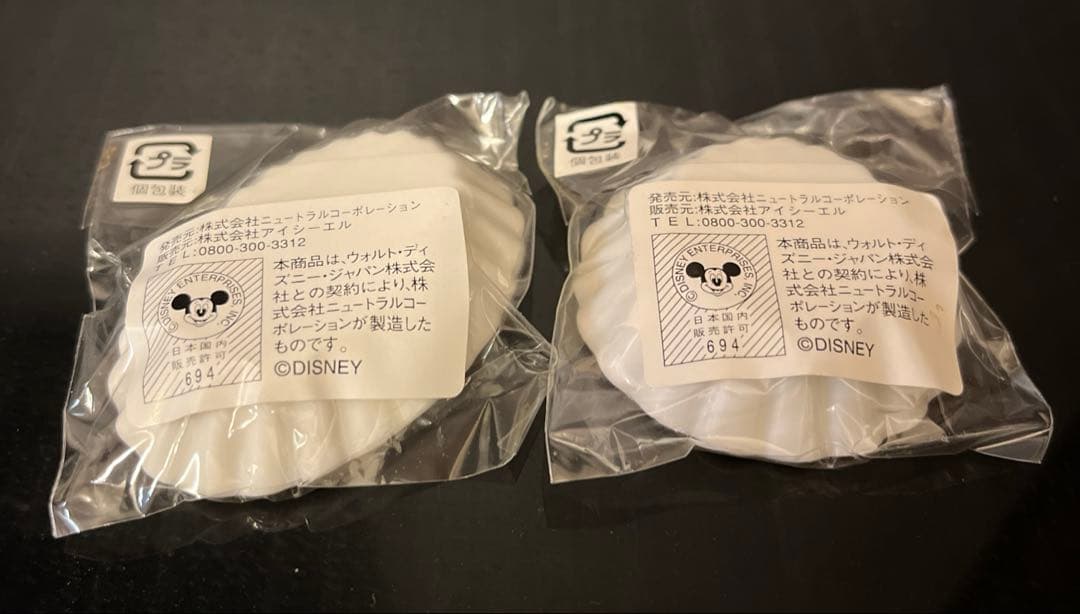 プラ
個包装
発売元:株式会社ニュートラルコーポレーション
販売元:株式会社アイシーエル
TEL:0800-300-3312
©DISNEY ENTERPRISES, INC.
日本国内
販売許可
694
本商品は、ウォルト・ディ
ズニー・ジャパン株式会
社との契約により、株
式会社ニュートラルコー
ポレーションが製造した
ものです。
©DISNEY
プラ
個包装
発売元:株式会社ニュートラルコーポレーション
販売元:株式会社アイシーエル
TEL:0800-300-3312
©DISNEY ENTERPRISES, INC.
日本国内
販売許可
694
本商品は、ウォルト・ディ
ズニー・ジャパン株式会
社との契約により、株
式会社ニュートラルコー
ポレーションが製造した
ものです。
©DISNEY